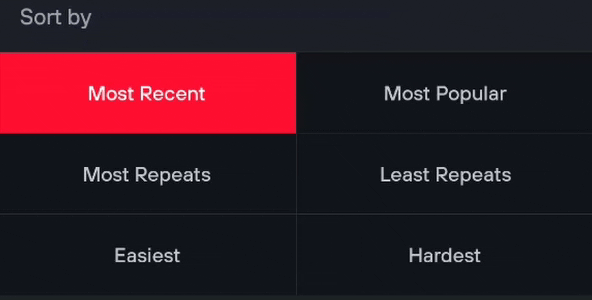 Sort by
Most Recent
Most Popular
Most Repeats
Least Repeats
Easiest
Hardest